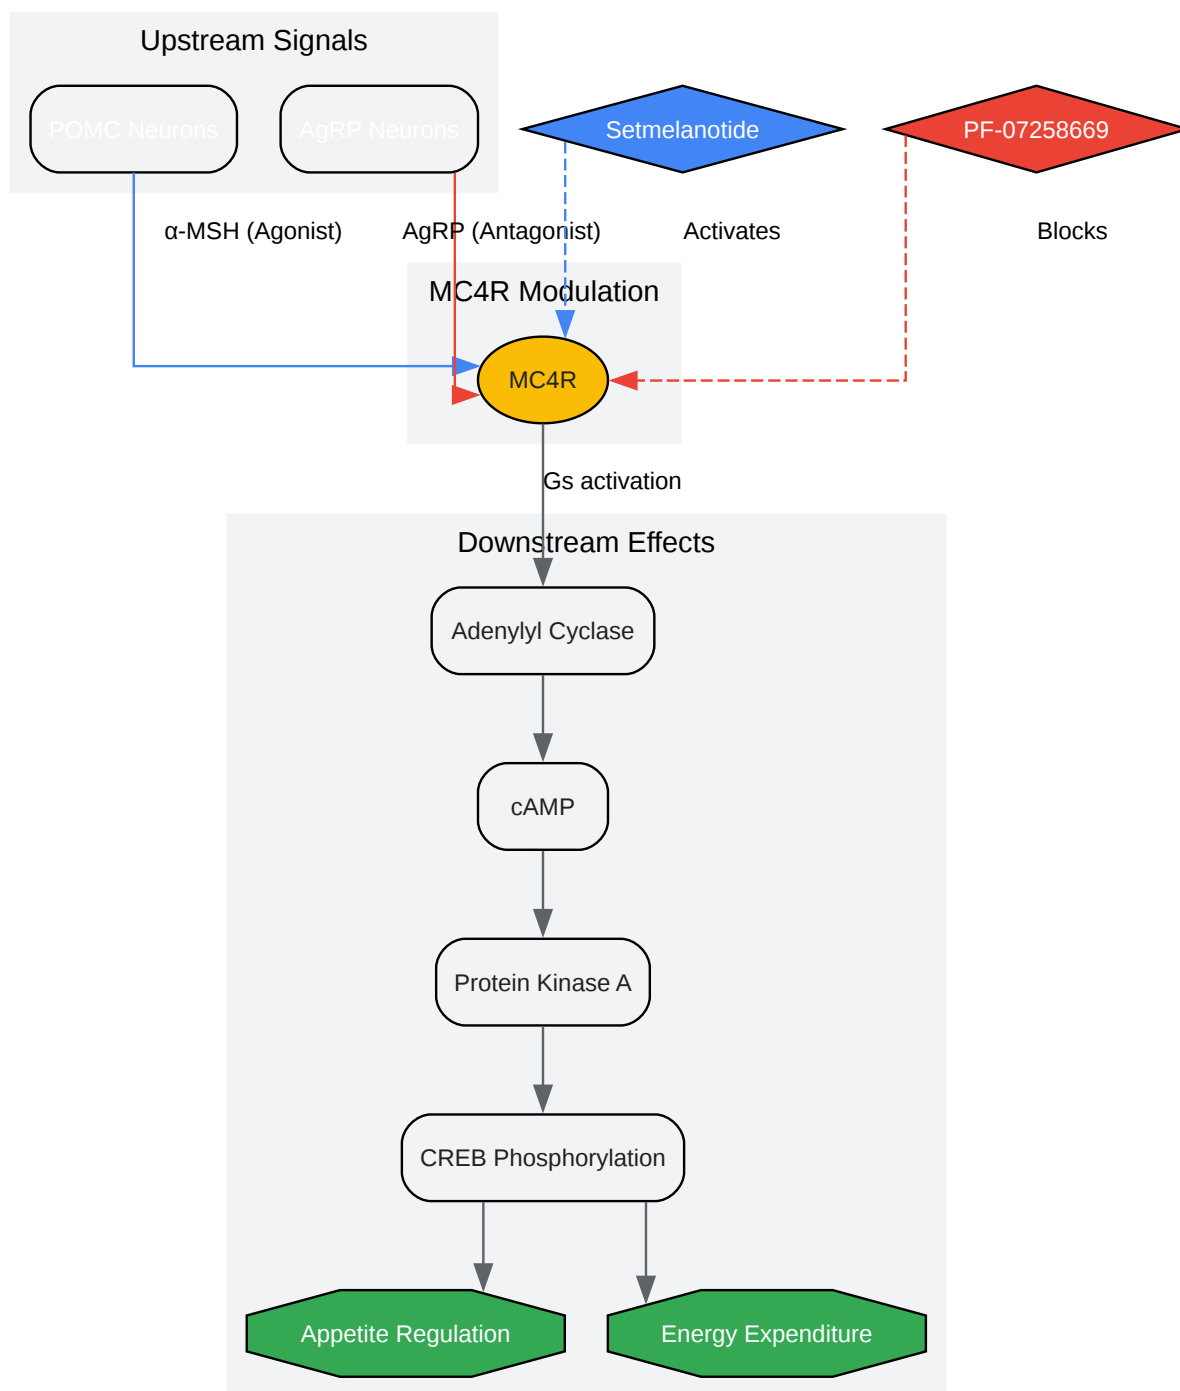 Upstream Signals
POMC Neurons
AgRP Neurons
Setmelanotide
PF-07258669
α-MSH (Agonist)
AgRP (Antagonist)
Activates
Blocks
MC4R Modulation
MC4R
Gs activation
Downstream Effects
Adenylyl Cyclase
cAMP
Protein Kinase A
CREB Phosphorylation
Appetite Regulation
Energy Expenditure